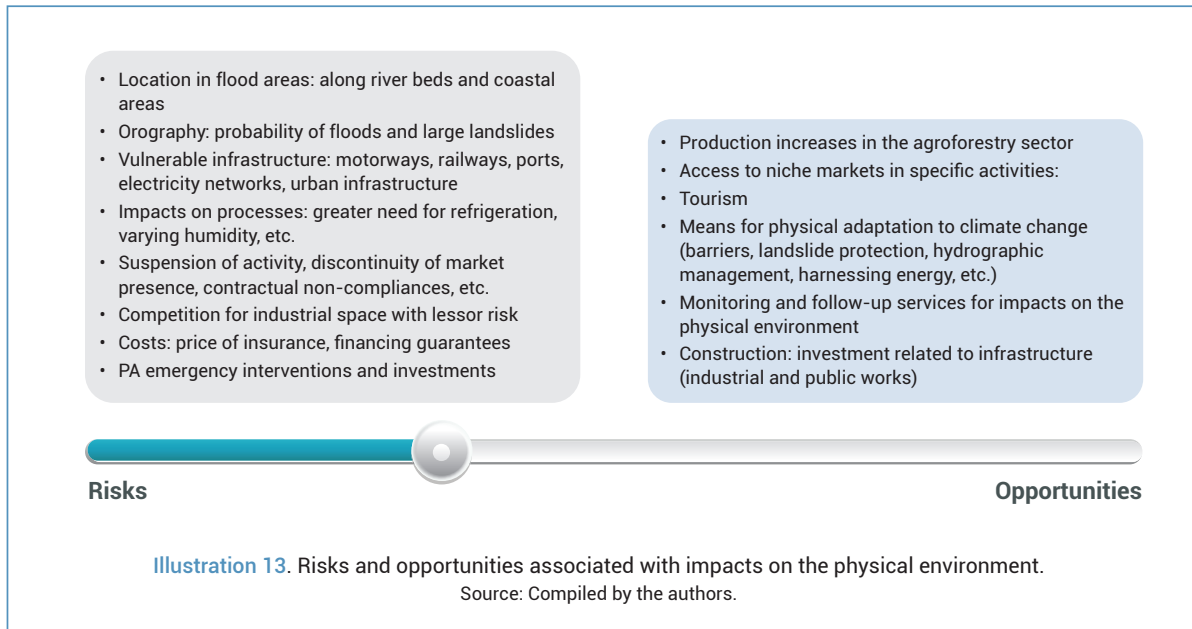 • Location in flood areas: along river beds and coastal
areas
• Orography: probability of floods and large landslides
• Vulnerable infrastructure: motorways, railways, ports,
electricity networks, urban infrastructure
• Impacts on processes: greater need for refrigeration,
varying humidity, etc.
• Suspension of activity, discontinuity of market
presence, contractual non-compliances, etc.
• Competition for industrial space with lessor risk
• Costs: price of insurance, financing guarantees
• PA emergency interventions and investments
• Production increases in the agroforestry sector
• Access to niche markets in specific activities:
• Tourism
• Means for physical adaptation to climate change
(barriers, landslide protection, hydrographic
management, harnessing energy, etc.)
• Monitoring and follow-up services for impacts on the
physical environment
• Construction: investment related to infrastructure
(industrial and public works)
Risks
Opportunities
Illustration 13. Risks and opportunities associated with impacts on the physical environment.
Source: Compiled by the authors.